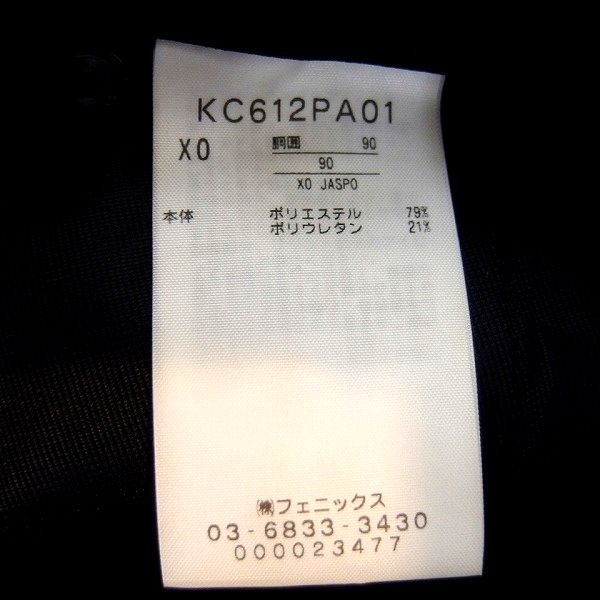 KC612PA01
XO 胴囲 90
90
XO JASPO
本体 ポリエステル 79%
ポリウレタン 21%
㈱フェニックス
03-6833-3430
000023477